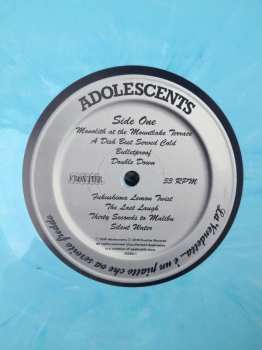 ADOLESCENTS
Side One
Monolith at the Mountlake Terrace
A Dish Best Served Cold
Bulletproof
Double Down
FRONTIER
33 RPM
Fukushima Lemon Twist
The Last Laugh
Thirty Seconds to Malibu
Silent Water
La Vendetta... è un piatto che va servito freddo